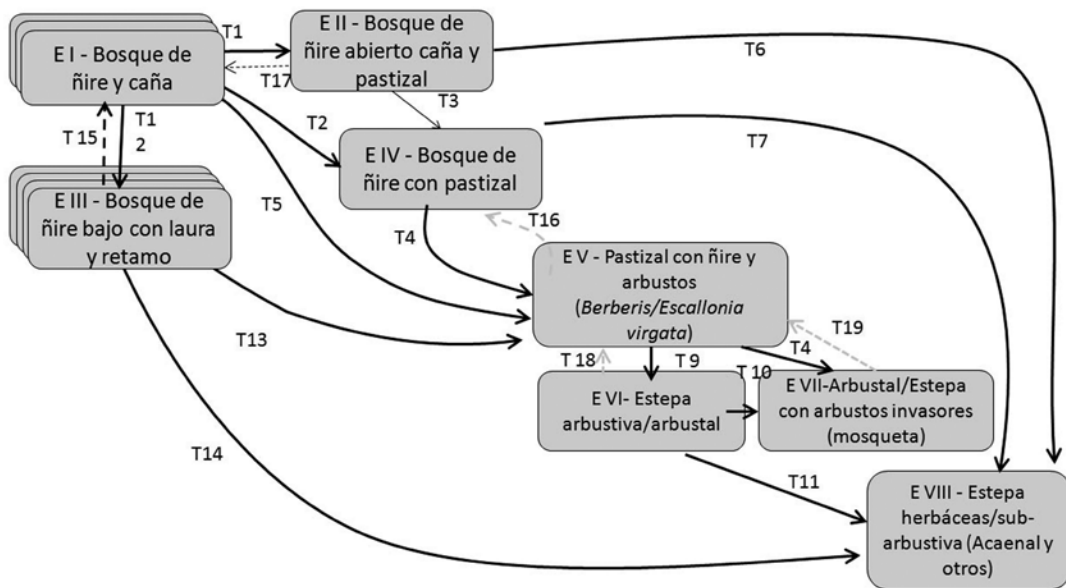 E I - Bosque de
ñire y caña
T1
E II - Bosque de
ñire abierto caña y
pastizal
T17
T6
T3
T2
T7
T 15
T1
2
E IV - Bosque de
ñire con pastizal
E III - Bosque de
ñire bajo con laura
y retamo
T5
T4
T16
E V - Pastizal con ñire y
arbustos
(Berberis/Escallonia
virgata)
T13
T19
T 18
T 9
T4
T 10
E VI- Estepa
arbustiva/arbustal
E VII-Arbustal/Estepa
con arbustos invasores
(mosqueta)
T14
T11
E VIII - Estepa
herbáceas/sub-
arbustiva (Acaenal y
otros)